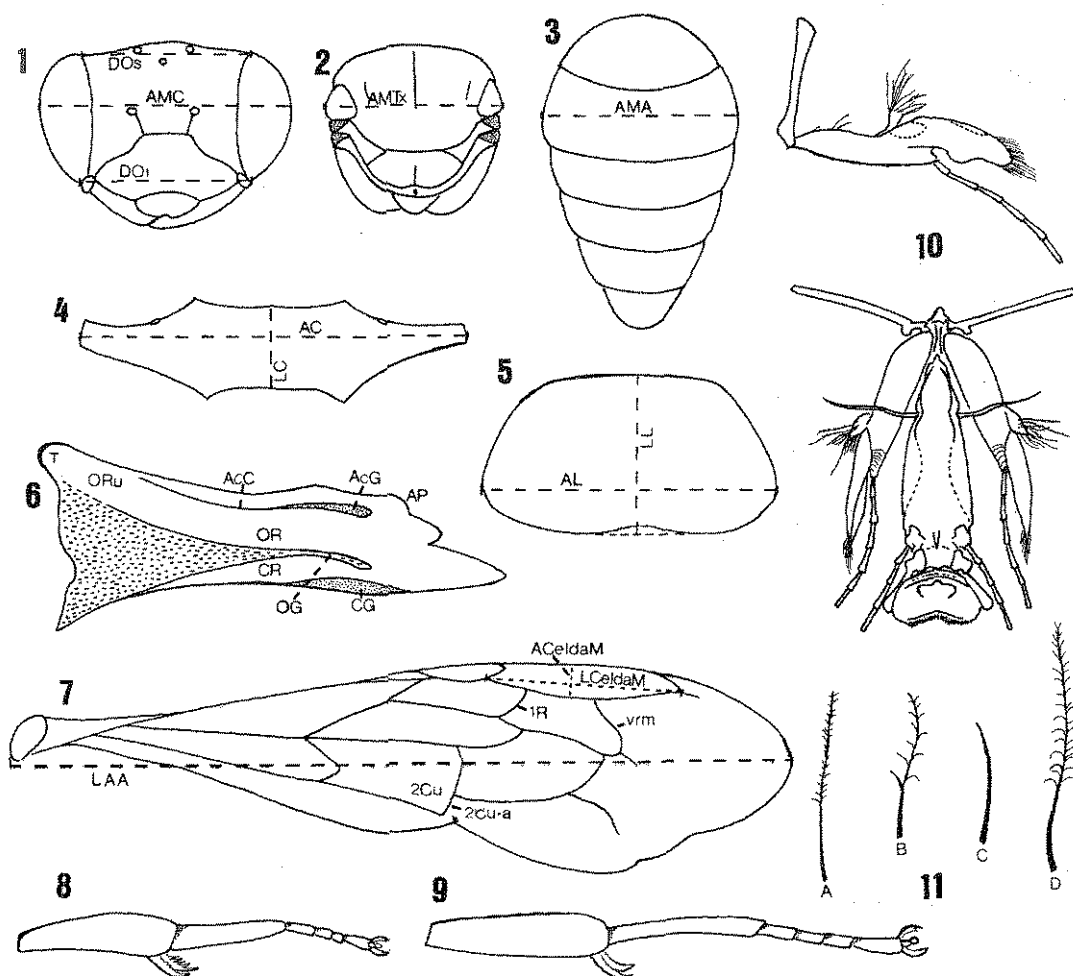 1
DOs
AMC
DOi
2
AMTx
3
AMA
10
4
AC
LC
5
AL
LL
6
T
ORu
AcC
AcG
AP
OR
CR
OG
CG
7
ACeldaM
LCeldaM
1R
vrm
LAA
2Cu
2Cu-a
A
B
C
D
11
8
9